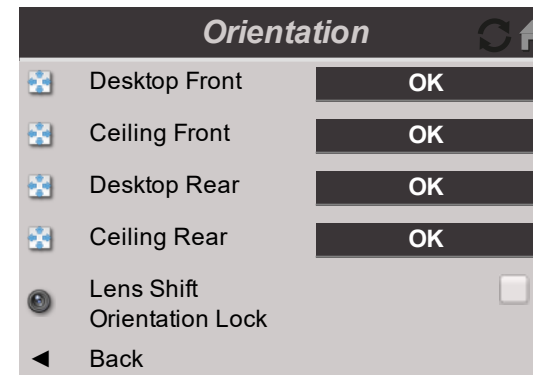 Orientation
Desktop Front OK
Ceiling Front OK
Desktop Rear OK
Ceiling Rear OK
Lens Shift
Orientation Lock
Back